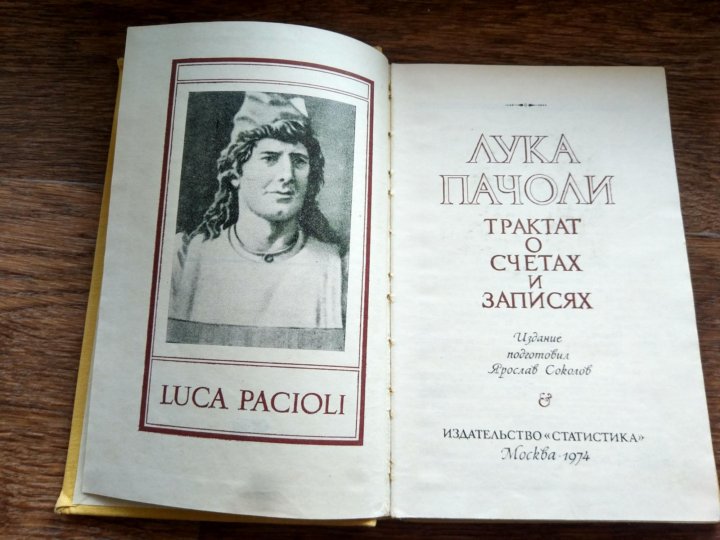 LUCA PACIOLI
ЛУКА
ПАЧОЛИ
ТРАКТАТ
О
СЧЕТАХ
И
ЗАПИСЯХ
Издание
подготовил
Ярослав Соколов
&
ИЗДАТЕЛЬСТВО «СТАТИСТИКА»
Москва · 1974